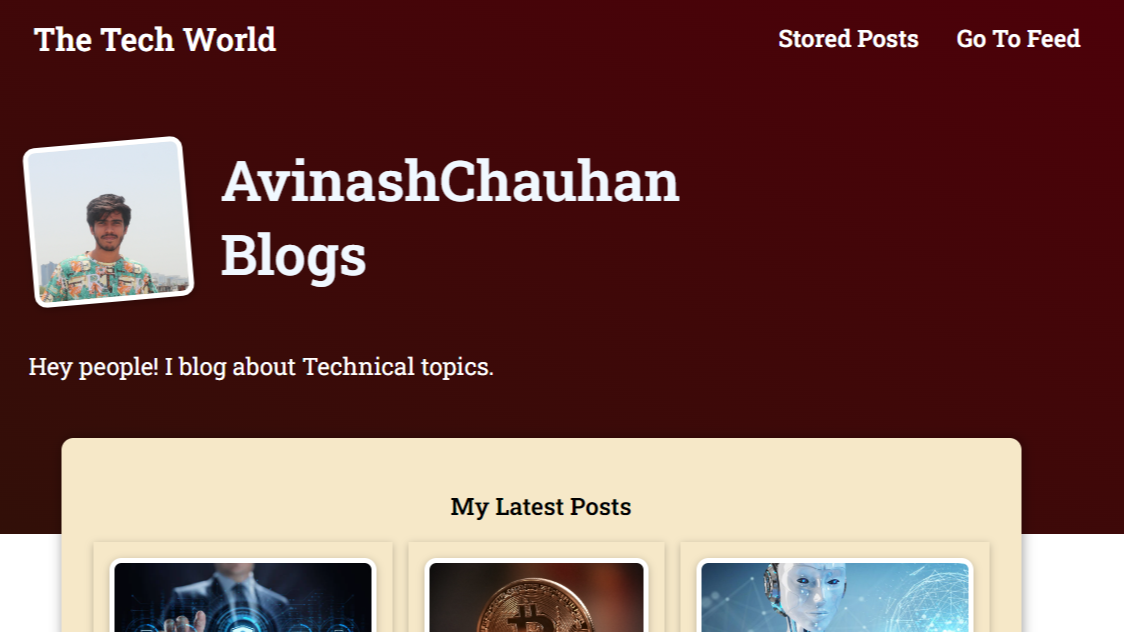 The Tech World
Stored Posts
Go To Feed
AvinashChauhan
Blogs
Hey people! I blog about Technical topics.
My Latest Posts